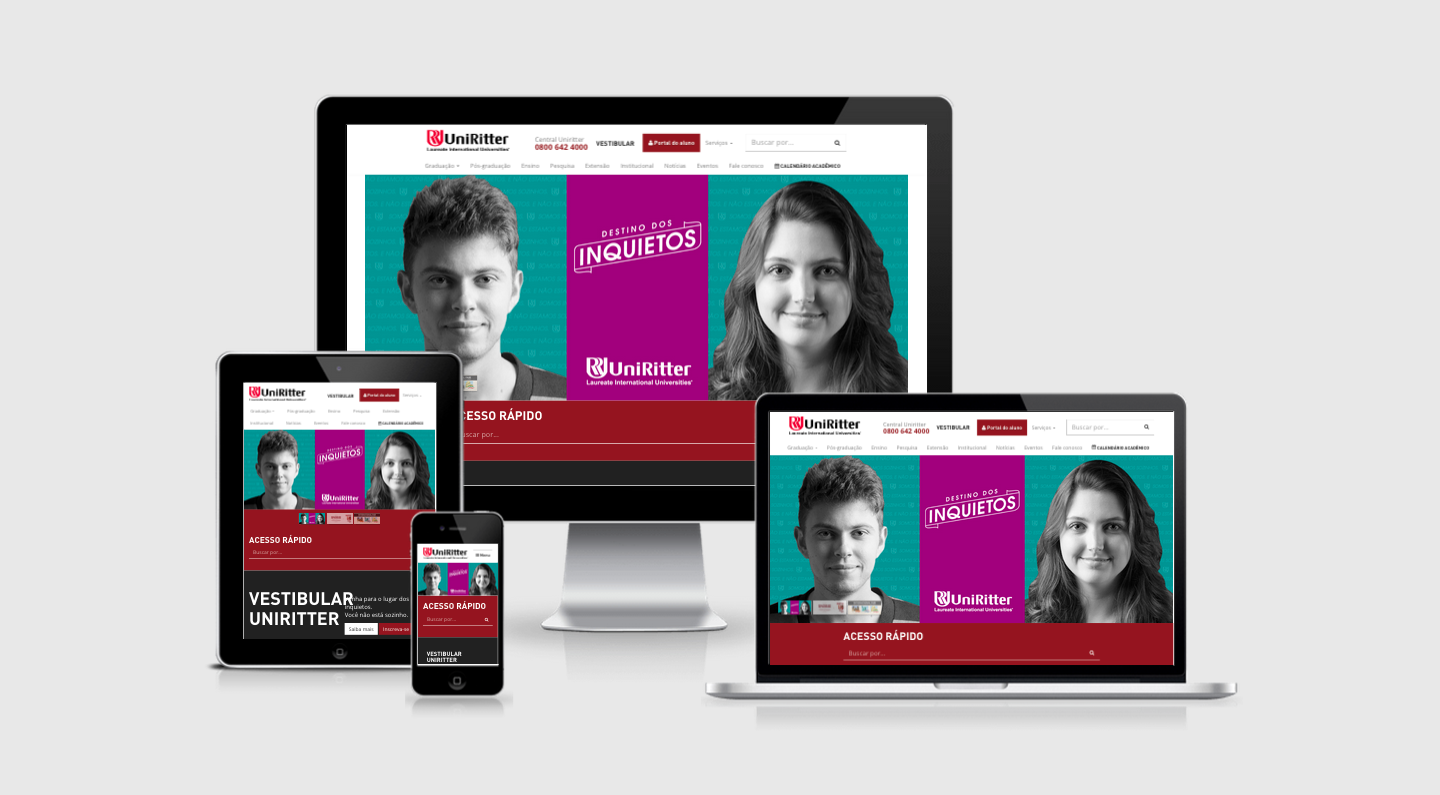 UniRitter
Laureate International Universities®
Central Uniritter
0800 642 4000
VESTIBULAR
Portal do aluno
Serviços
Buscar por...
Graduação
Pós-graduação
Ensino
Pesquisa
Extensão
Institucional
Notícias
Eventos
Fale conosco
CALENDÁRIO ACADÊMICO
DESTINO DOS
INQUIETOS
UniRitter
Laureate International Universities®
CESSO RÁPIDO
uscar por...
UniRitter
Laureate International Universities®
VESTIBULAR
Portal do aluno
Serviços
Graduação
Pós-graduação
Ensino
Pesquisa
Extensão
Institucional
Notícias
Eventos
Fale conosco
CALENDÁRIO ACADÊMICO
DESTINO DOS
INQUIETOS
UniRitter
ACESSO RÁPIDO
Buscar por...
VESTIBULAR
UNIRITTER
nha para o lugar dos
inquietos.
Você não está sozinho.
Saiba mais
Inscreva-se
UniRitter
Menu
ACESSO RÁPIDO
Buscar por...
VESTIBULAR
UNIRITTER
UniRitter
Laureate International Universities®
Central Uniritter
0800 642 4000
VESTIBULAR
Portal do aluno
Serviços
Buscar por...
Graduação
Pós-graduação
Ensino
Pesquisa
Extensão
Institucional
Notícias
Eventos
Fale conosco
CALENDÁRIO ACADÊMICO
DESTINO DOS
INQUIETOS
UniRitter
Laureate International Universities®
ACESSO RÁPIDO
Buscar por...